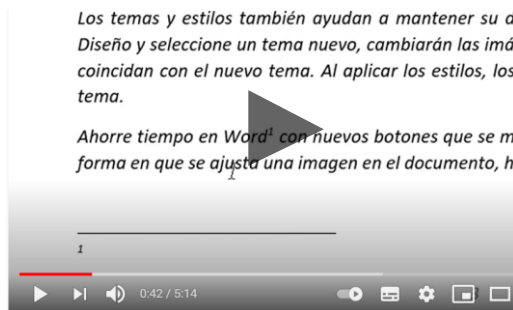 Los temas y estilos también ayudan a mantener su d
Diseño y seleccione un tema nuevo, cambiarán las imá
coincidan con el nuevo tema. Al aplicar los estilos, los
tema.
Ahorre tiempo en Word¹ con nuevos botones que se m
forma en que se ajusta una imagen en el documento, h
1
0:42 / 5:14